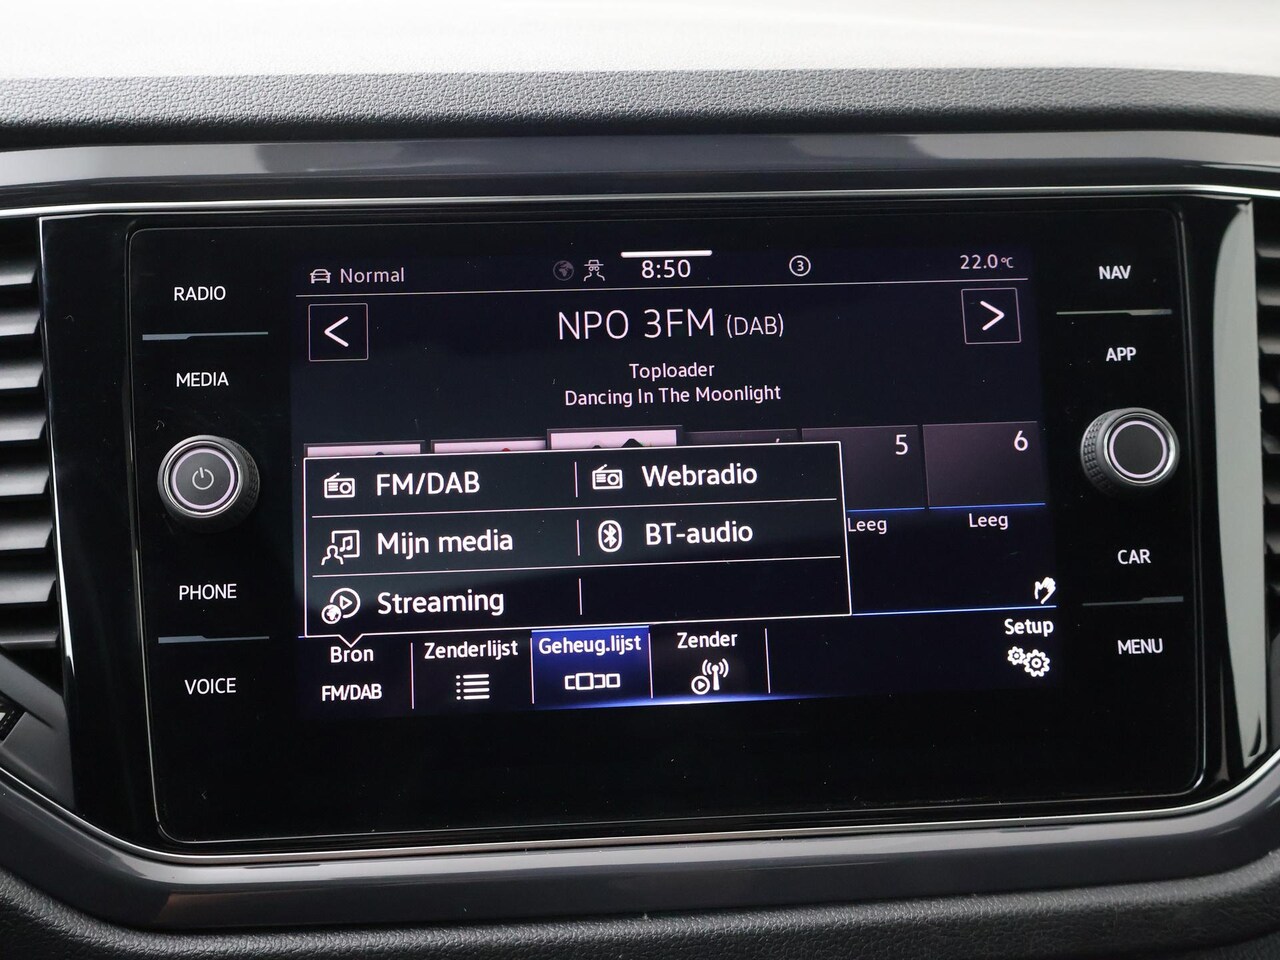 RADIO
MEDIA
PHONE
VOICE
Normal
8:50
3
22.0°C
<
NPO 3FM (DAB)
>
Toploader
Dancing In The Moonlight
5
6
Leeg
Leeg
FM/DAB
Webradio
Mijn media
BT-audio
Streaming
Bron
FM/DAB
Zenderlijst
Geheug.lijst
Zender
Setup
NAV
APP
CAR
MENU